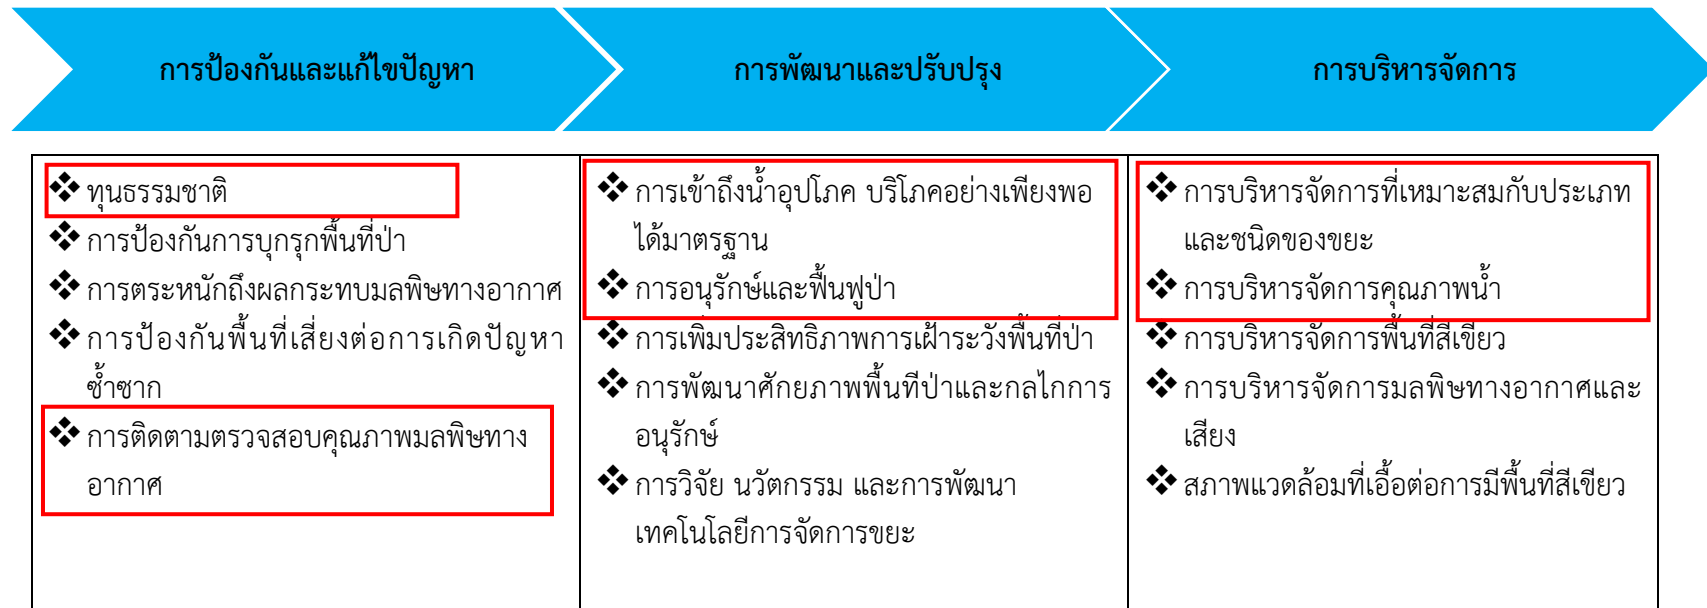 การป้องกันและแก้ไขปัญหา
การพัฒนาและปรับปรุง
การบริหารจัดการ
❖ ทุนธรรมชาติ
❖ การป้องกันการบุกรุกพื้นที่ป่า
❖ การตระหนักถึงผลกระทบมลพิษทางอากาศ
❖ การป้องกันพื้นที่เสี่ยงต่อการเกิดปัญหา
ซ้ำซาก
❖ การติดตามตรวจสอบคุณภาพมลพิษทาง
อากาศ
❖ การเข้าถึงน้ำอุปโภค บริโภคอย่างเพียงพอ
ได้มาตรฐาน
❖ การอนุรักษ์และฟื้นฟูป่า
❖ การเพิ่มประสิทธิภาพการเฝ้าระวังพื้นที่ป่า
❖ การพัฒนาศักยภาพพื้นทีป่าและกลไกการ
อนุรักษ์
❖ การวิจัย นวัตกรรม และการพัฒนา
เทคโนโลยีการจัดการขยะ
❖ การบริหารจัดการที่เหมาะสมกับประเภท
และชนิดของขยะ
❖ การบริหารจัดการคุณภาพน้ำ
❖ การบริหารจัดการพื้นที่สีเขียว
❖ การบริหารจัดการมลพิษทางอากาศและ
เสียง
❖ สภาพแวดล้อมที่เอื้อต่อการมีพื้นที่สีเขียว